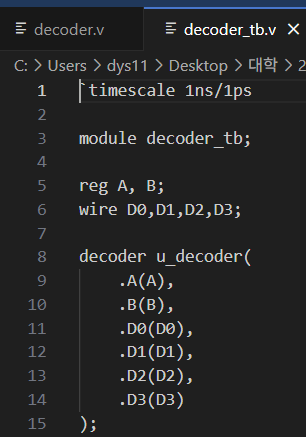 decoder.v decoder_tb.v
C: > Users > dys11 > Desktop > 대학 > 2
1 `timescale 1ns/1ps
2
3 module decoder_tb;
4
5 reg A, B;
6 wire D0,D1,D2,D3;
7
8 decoder u_decoder(
9 .A(A),
10 .B(B),
11 .D0(D0),
12 .D1(D1),
13 .D2(D2),
14 .D3(D3)
15 );